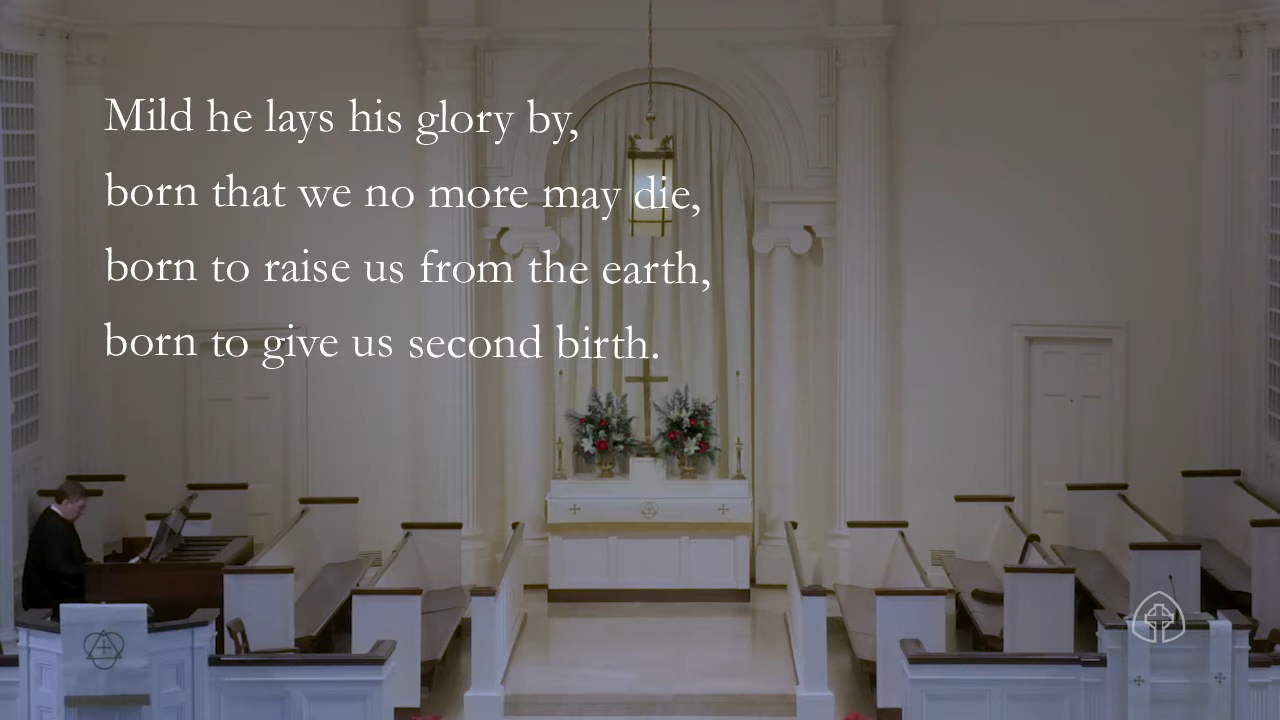 Mild he lays his glory by,
born that we no more may die,
born to raise us from the earth,
born to give us second birth.